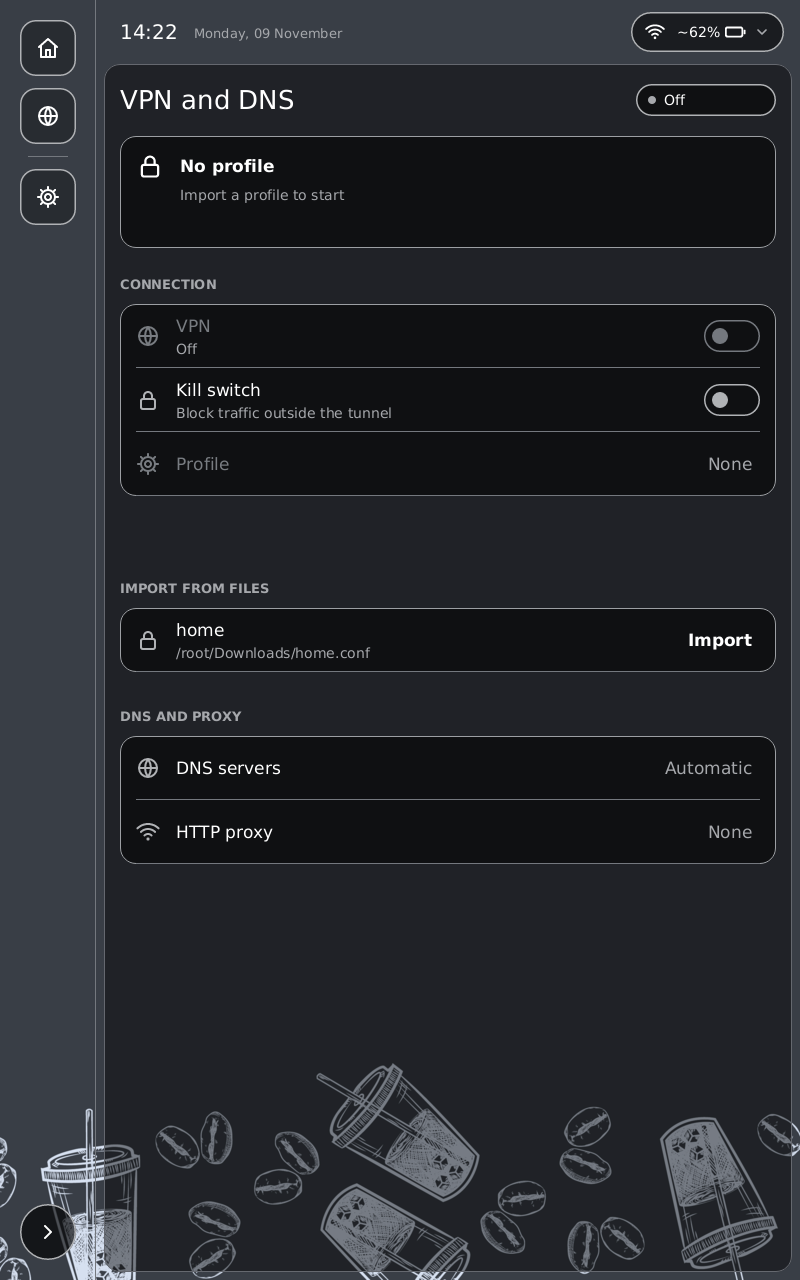 14:22
Monday, 09 November
~62%
VPN and DNS
Off
No profile
Import a profile to start
CONNECTION
VPN
Off
Kill switch
Block traffic outside the tunnel
Profile
None
IMPORT FROM FILES
home
/root/Downloads/home.conf
Import
DNS AND PROXY
DNS servers
Automatic
HTTP proxy
None